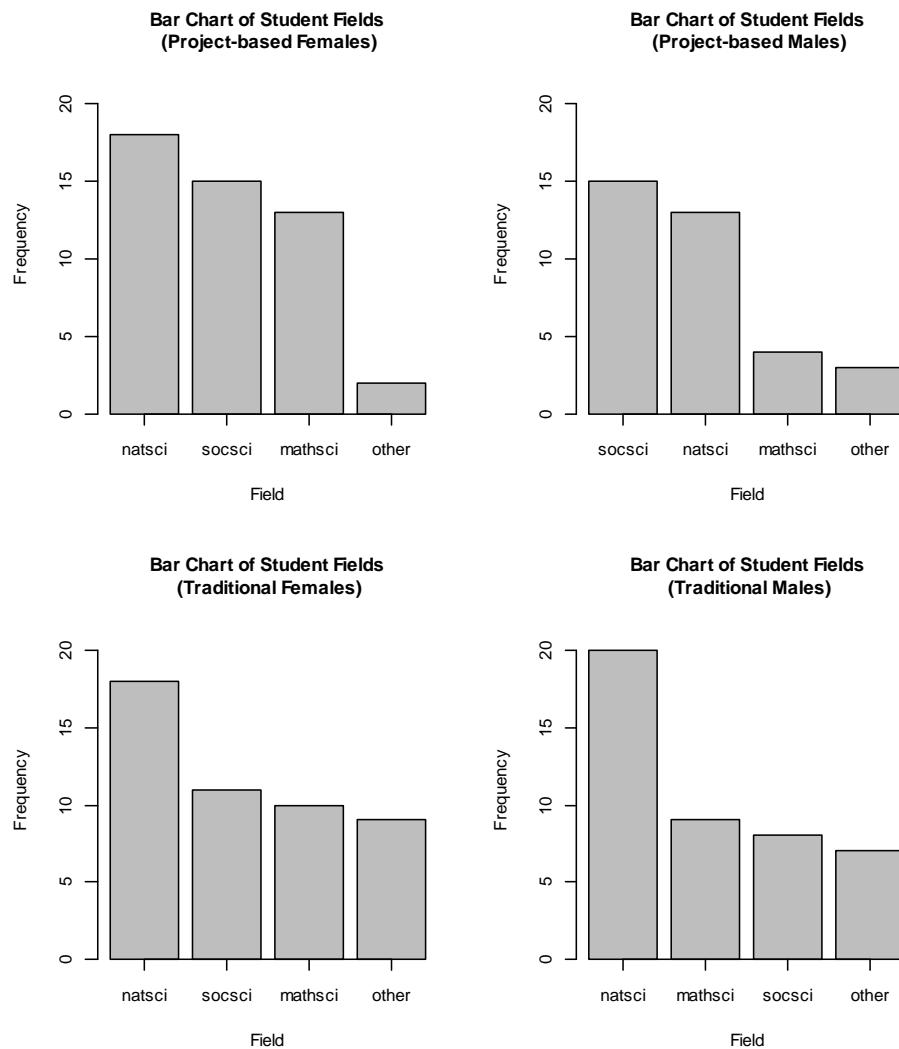 Bar Chart of Student Fields
(Project-based Females)
Frequency
20
15
10
5
0
natsci socsci mathsci other
Field
Bar Chart of Student Fields
(Project-based Males)
Frequency
20
15
10
5
0
socsci natsci mathsci other
Field
Bar Chart of Student Fields
(Traditional Females)
Frequency
20
15
10
5
0
natsci socsci mathsci other
Field
Bar Chart of Student Fields
(Traditional Males)
Frequency
20
15
10
5
0
natsci mathsci socsci other
Field